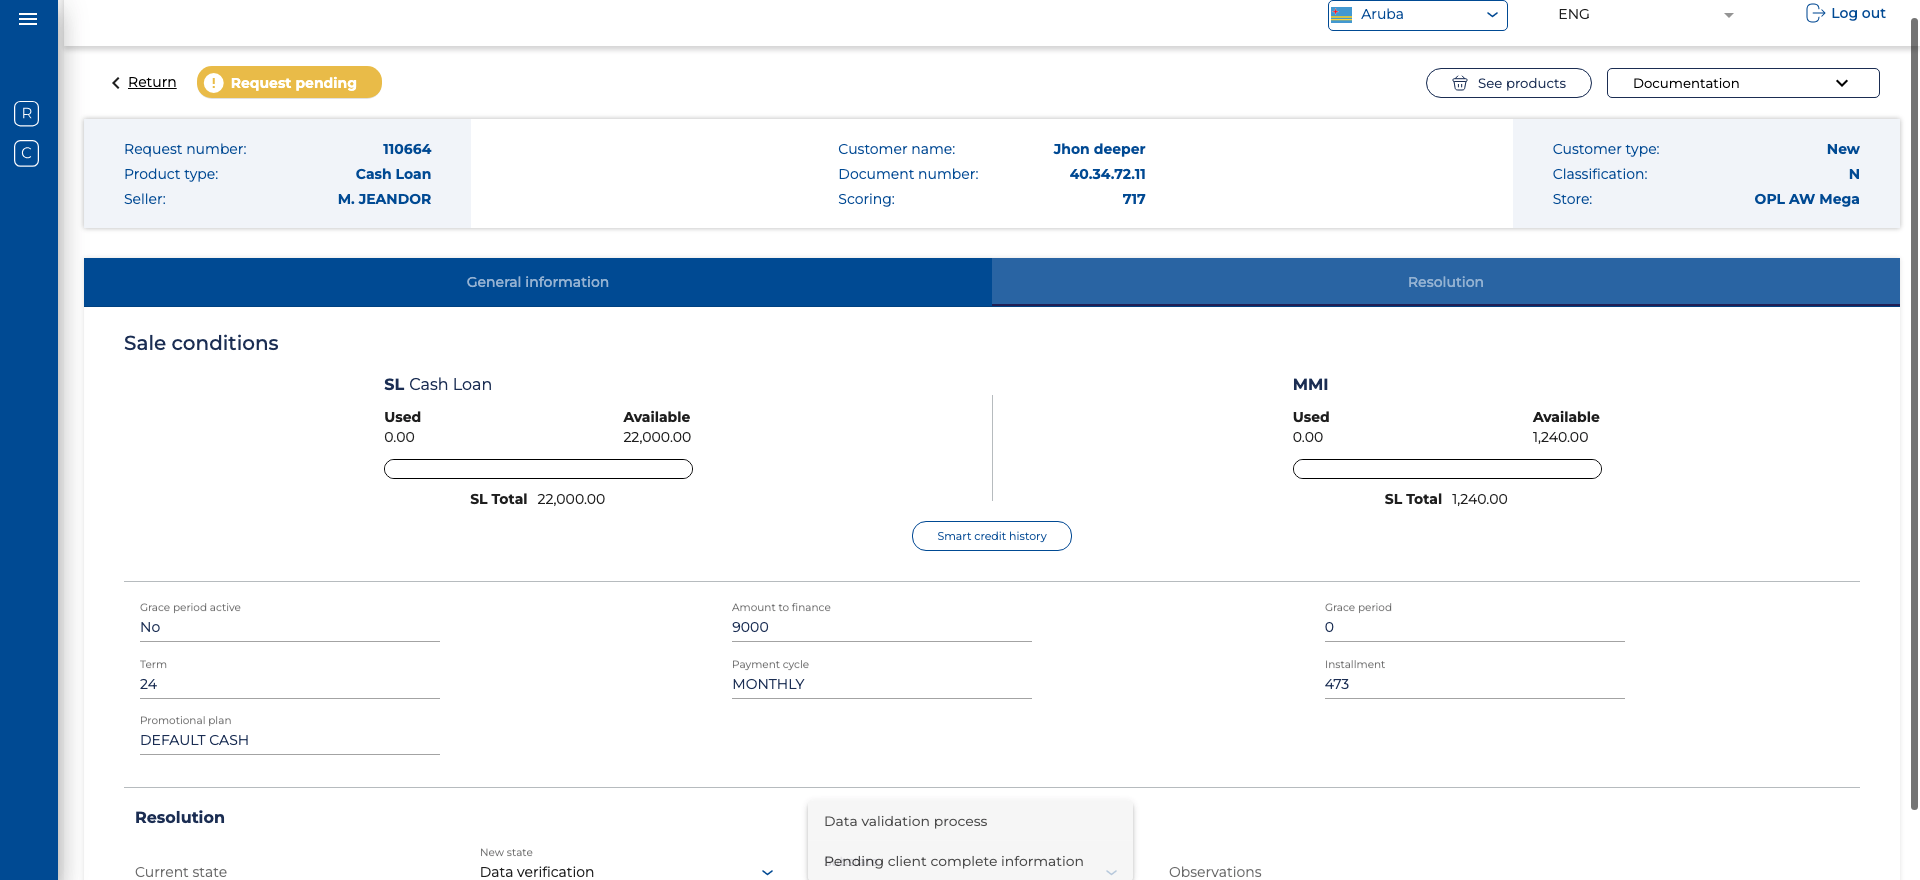 Aruba
ENG
Log out
Return
Request pending
See products
Documentation
R
C
Request number: 110664
Product type: Cash Loan
Seller: M. JEANDOR
Customer name: Jhon deeper
Document number: 40.34.72.11
Scoring: 717
Customer type: New
Classification: N
Store: OPL AW Mega
General information
Resolution
Sale conditions
SL Cash Loan
Used Available
0.00 22,000.00
SL Total 22,000.00
MMI
Used Available
0.00 1,240.00
SL Total 1,240.00
Smart credit history
Grace period active
No
Amount to finance
9000
Grace period
0
Term
24
Payment cycle
MONTHLY
Installment
473
Promotional plan
DEFAULT CASH
Resolution
Current state
New state
Data verification
Data validation process
Pending client complete information
Observations